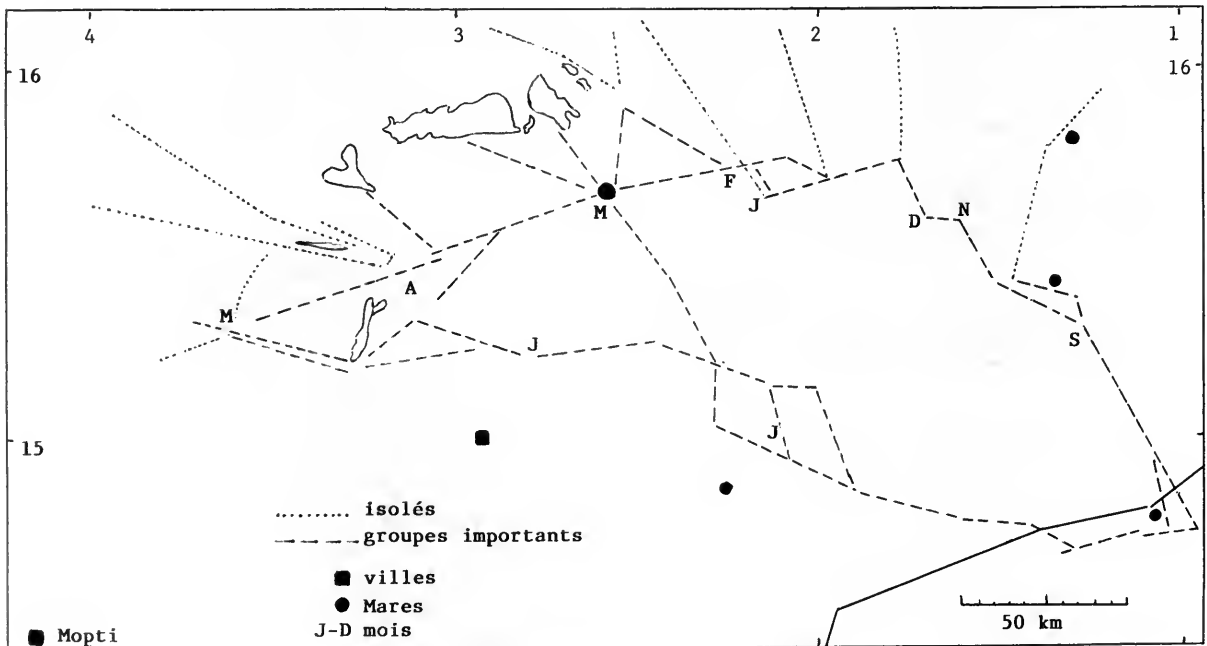 4 3 2 1
16 16
F
M J
D N
A
M
S
J
J
15
isolés
groupes importants
villes
Mares
J-D mois
50 km
Mopti